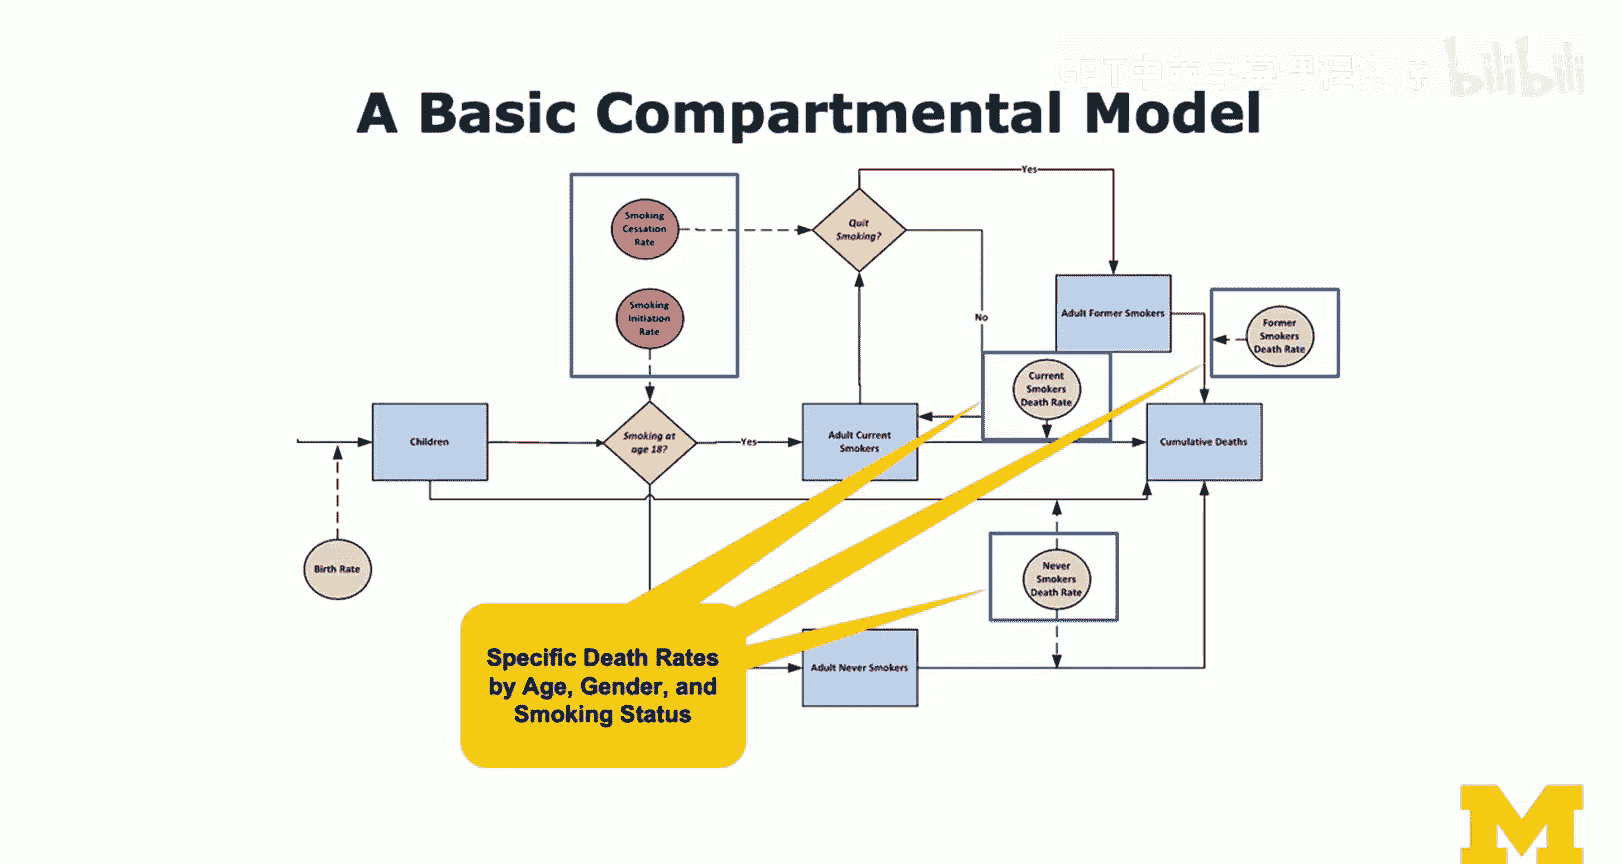 A Basic Compartmental Model
Yes
Smoking
Cessation
Rate
Quit
Smoking?
Smoking
Initiation
Rate
No
Adult Former Smokers
Former
Smokers
Death Rate
Current
Smokers
Death Rate
Children
Smoking at
age 18?
Yes
Adult Current
Smokers
Cumulative Deaths
Birth Rate
Never
Smokers
Death Rate
Specific Death Rates
by Age, Gender, and
Smoking Status
Adult Never Smokers
bilibili
M